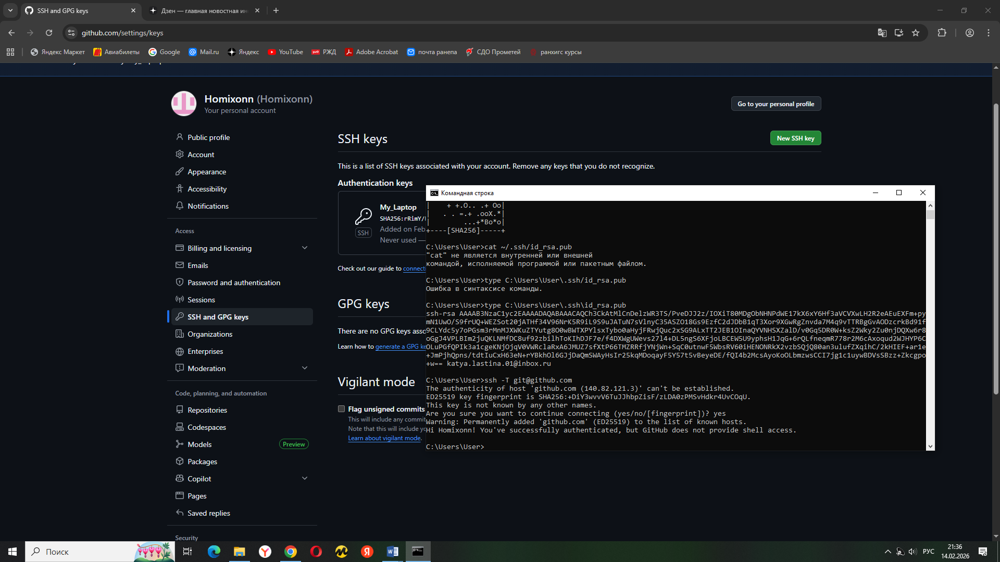 SSH and GPG keys
Дзен — главная новостная ин
github.com/settings/keys
Яндекс Маркет
Авиабилеты
Google
Mail.ru
Яндекс
YouTube
РЖД
Adobe Acrobat
почта ранепа
СДО Прометей
ранхигс курсы
Homixonn (Homixonn)
Your personal account
Go to your personal profile
Public profile
Account
Appearance
Accessibility
Notifications
Access
Billing and licensing
Emails
Password and authentication
Sessions
SSH and GPG keys
Organizations
Enterprises
Moderation
Code, planning, and automation
Repositories
Codespaces
Models
Preview
Packages
Copilot
Pages
Saved replies
Security
SSH keys
New SSH key
This is a list of SSH keys associated with your account. Remove any keys that you do not recognize.
Authentication keys
My_Laptop
SHA256:rRimY/
SSH
Added on Feb
Never used —
Check out our guide to connect
GPG keys
There are no GPG keys asso
Learn how to generate a GPG ke
Vigilant mode
Flag unsigned commits
This will include any commit
Note that this will include yo
Learn about vigilant mode.
Командная строка
|    + +.O.. .+ Oo|
|   . . =.+ .ooX.*|
|        ...+*Bo*o|
+----[SHA256]-----+
C:\Users\User>cat ~/.ssh/id_rsa.pub
"cat" не является внутренней или внешней
командой, исполняемой программой или пакетным файлом.
C:\Users\User>type C:\Users\User\.ssh/id_rsa.pub
Ошибка в синтаксисе команды.
C:\Users\User>type C:\Users\User\.ssh\id_rsa.pub
ssh-rsa AAAAB3NzaC1yc2EAAAADAQABAAACAQCh3CkAtMlCnDelzWR3TS/PveDJJ2z/IOXiT80MDgObNHNPdWE17kX6xY6Hf3aVCVXwLH2R2eAEuEXFm+py
mN1UwO/S9frUQ+WEZSot20jATHf34V96NrK5R9iL9S9uJATuN7sVlnyC35ASZO18Gs9EzfC2dJDbB1qT3Xor9XGwRgZnvda7M4q9vTTRBgGvAODzcrkBd91f
9CLYdc5y7oPGsm3rMnMJXWKuZTYutg8O0wBWTXPYlsxTybo0aHyjFRwjQuc2xSG9ALxTT2JEB1OInaQYVNHSXZalD/v0Gq5DR0W+ksZ2Wky2Zu0njDQXw6r8
oGgJ4VPLBIm2juQKLNMfDC8uf92zbilhToKIhDJF7e/f4DXWgUWevs27l4+DL5ngS6XFjoLBCEW5U9yphsH1JqG+6rQLfneqmR778r2M6cAxoqud2WJHYP6C
OLuPGfQPIk3a1cgeKNjOjqV0VWRclaRxA6JMUZ7sfXtP66TMZRRfjYNjWn+SqC0utnwF5WbsRV60iHENONRkX2vzbSQjQ80an3ulufZXqihC/2kHIEF+ar1e
+JmPjhQpns/tdtIuCxH63eN+rYBkhOl6GJjDaQmSWAyHsIr25kqMDoqayF5Y57t5vBeyeDE/fQI4b2McsAyoKoOLbmzwsCCI7jg1c1uywBDVsSBzz+Zkcgpo
+w== katya.lastina.01@inbox.ru
C:\Users\User>ssh -T git@github.com
The authenticity of host 'github.com (140.82.121.3)' can't be established.
ED25519 key fingerprint is SHA256:+DiY3wvvV6TuJJhbpZisF/zLDA0zPMSvHdkr4UvCOqU.
This key is not known by any other names.
Are you sure you want to continue connecting (yes/no/[fingerprint])? yes
Warning: Permanently added 'github.com' (ED25519) to the list of known hosts.
Hi Homixonn! You've successfully authenticated, but GitHub does not provide shell access.
C:\Users\User>
Поиск
РУС
21:36
14.02.2026